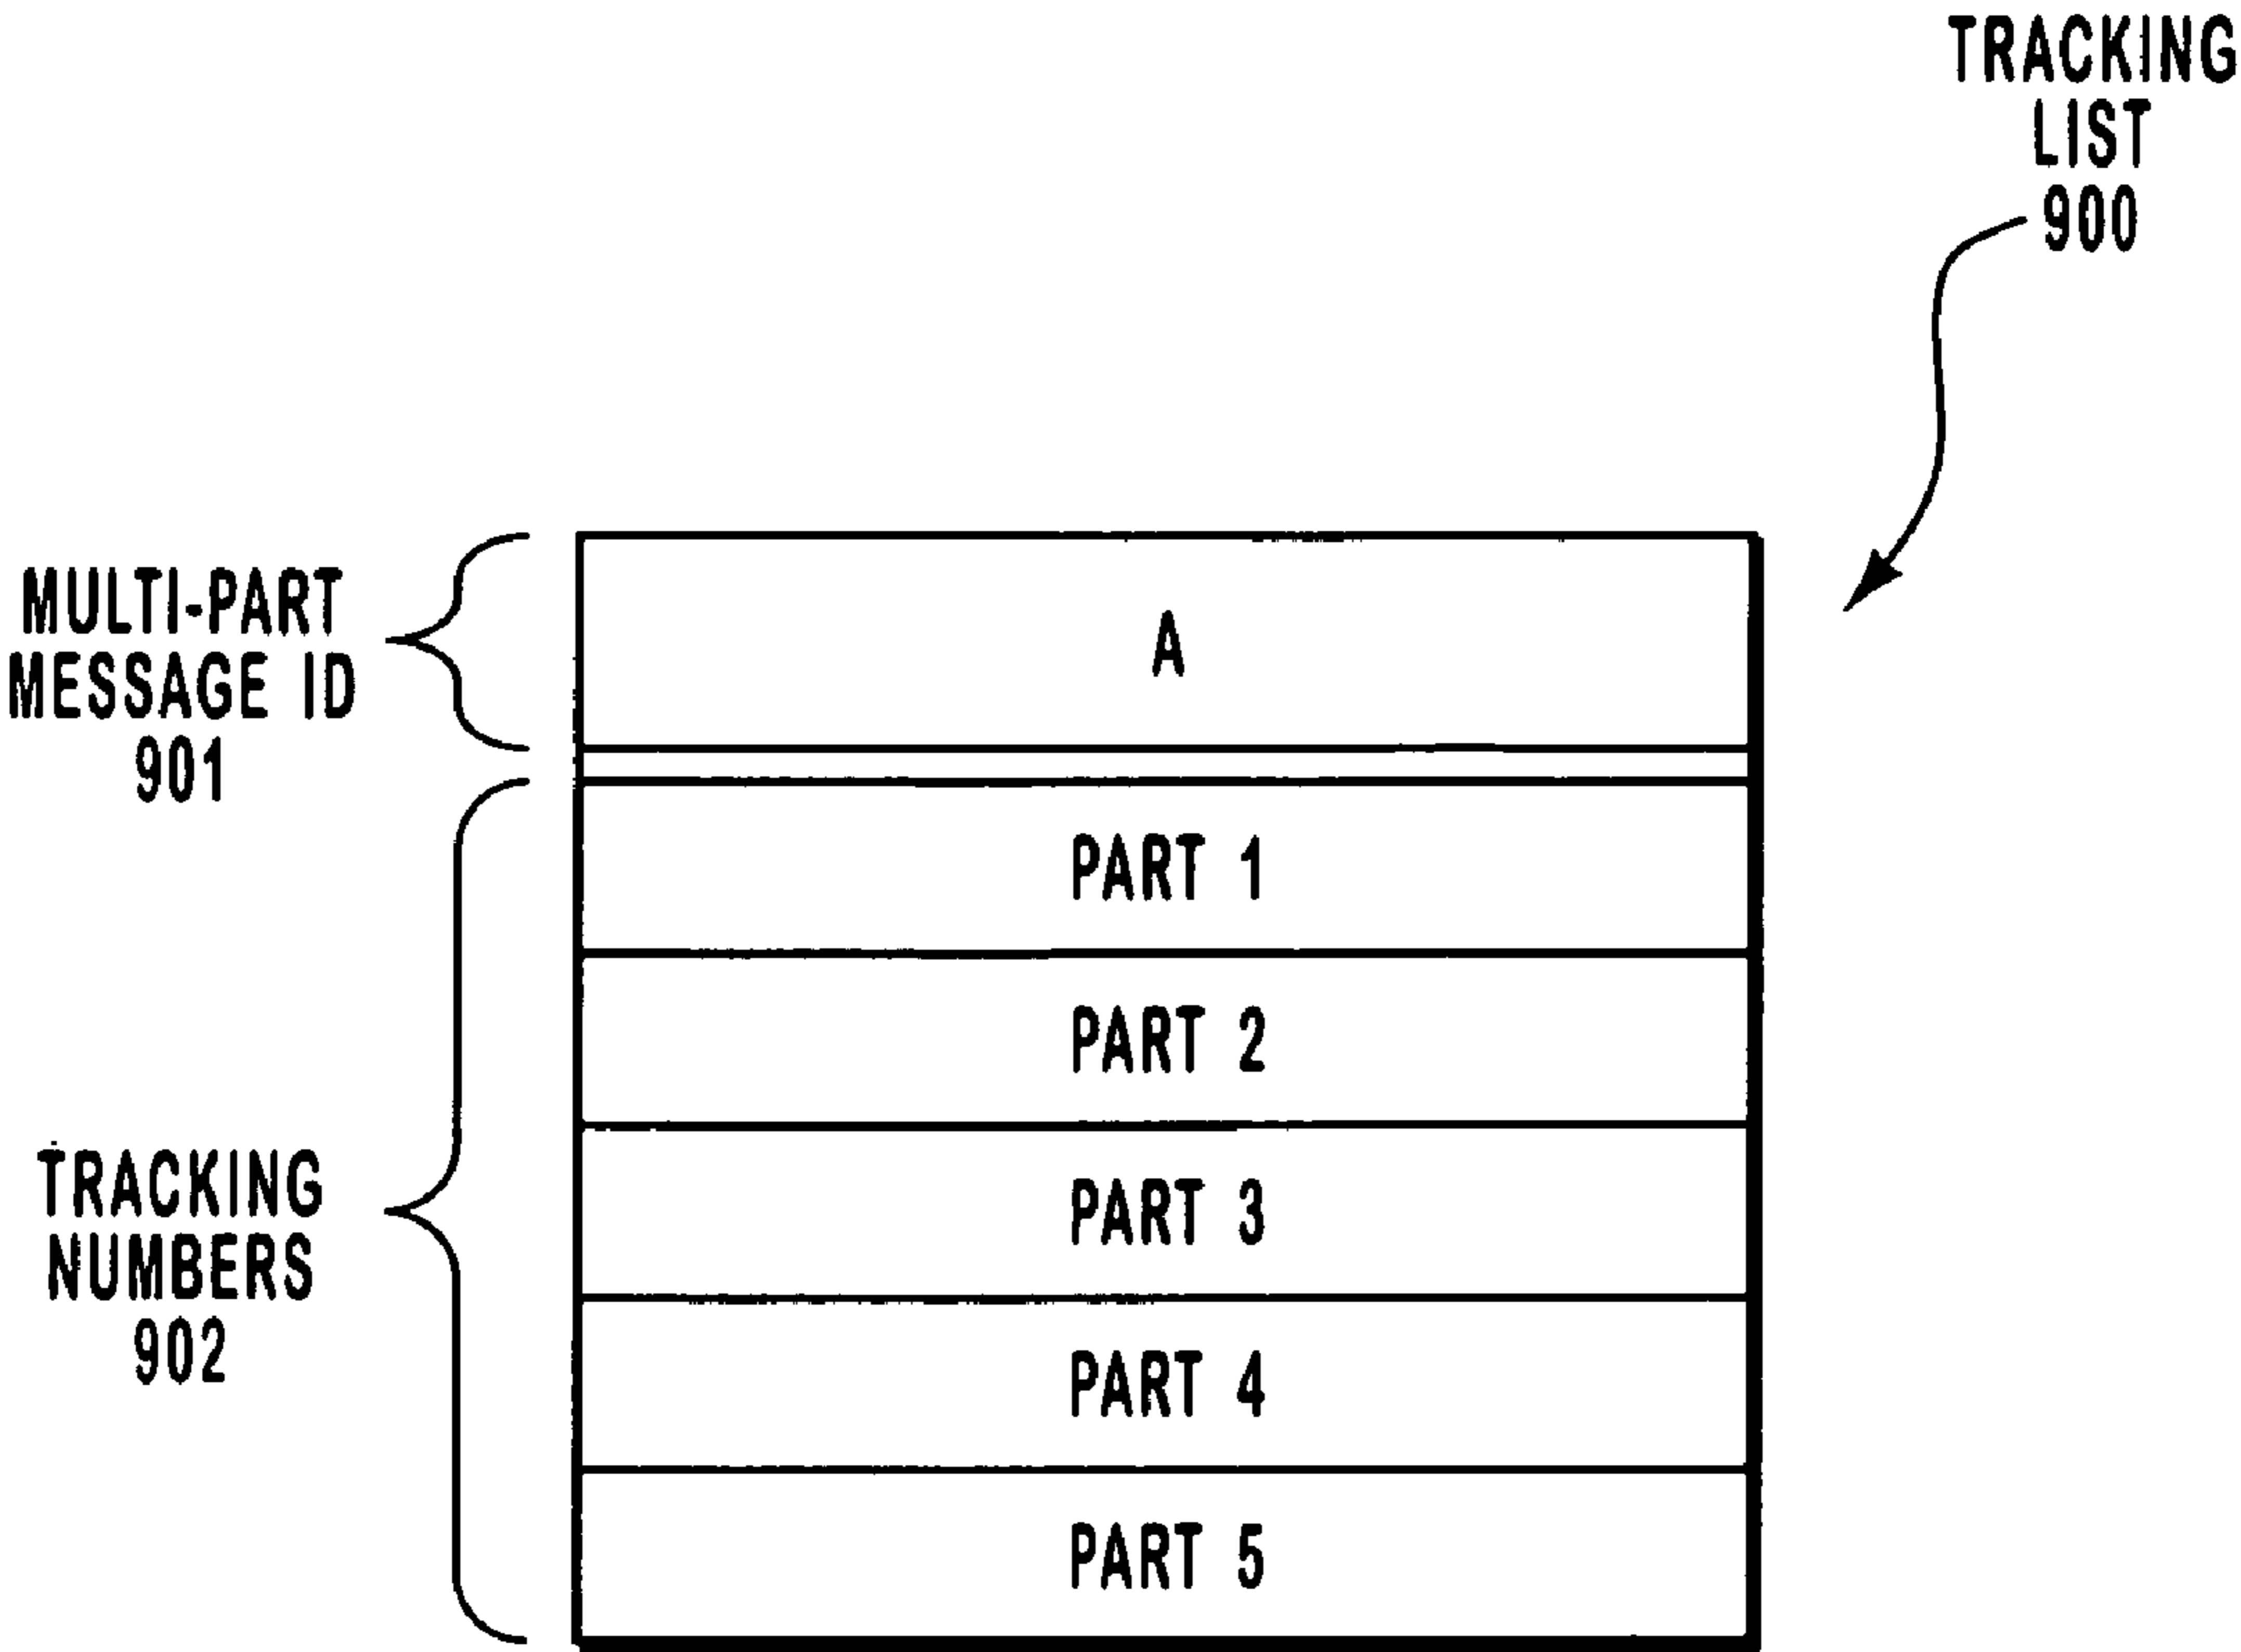 TRACKING
LIST
900
MULTI-PART
MESSAGE ID
901
A
PART 1
PART 2
TRACKING
NUMBERS
902
PART 3
PART 4
PART 5